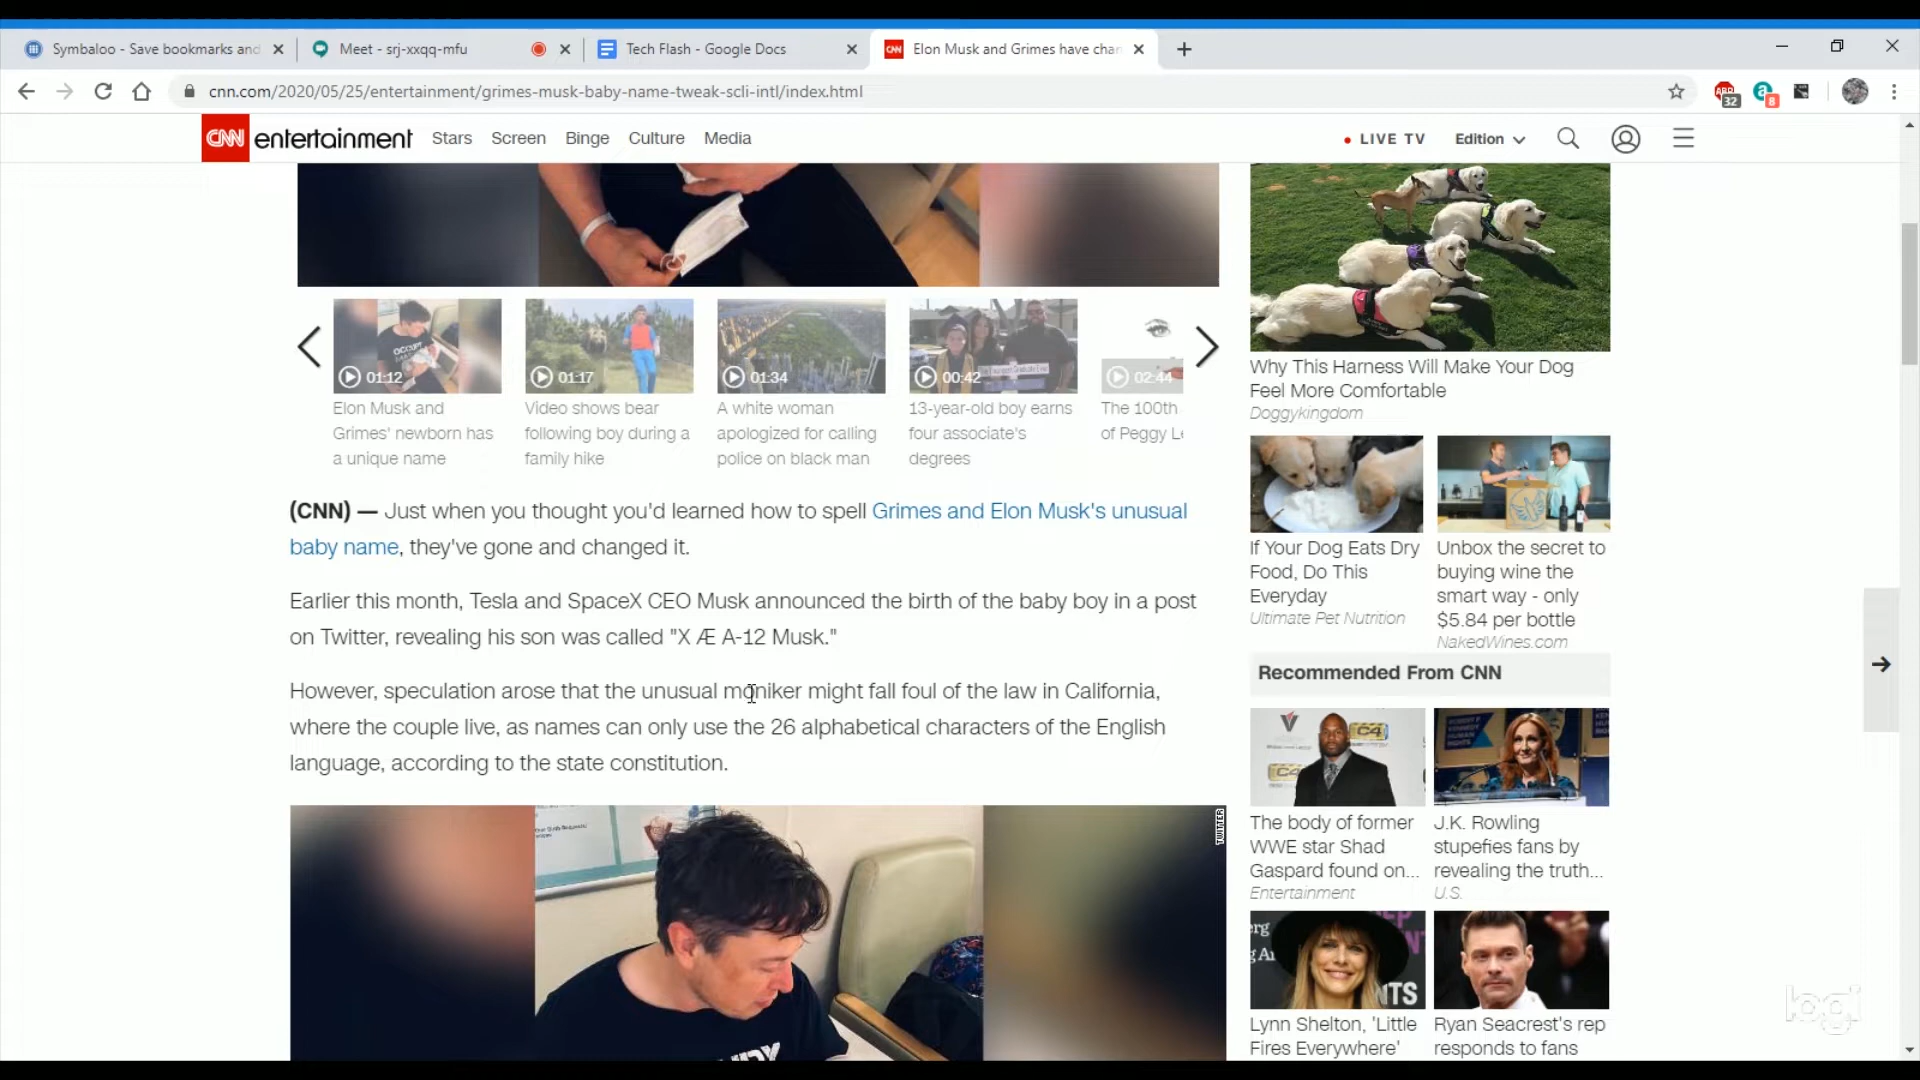 Symbaloo - Save bookmarks and
Meet - srj-xxqq-mfu
Tech Flash - Google Docs
CNN
Elon Musk and Grimes have chan
cnn.com/2020/05/25/entertainment/grimes-musk-baby-name-tweak-scli-intl/index.html
ABP
32
a
8
CNN entertainment
Stars
Screen
Binge
Culture
Media
LIVE TV
Edition
01:12
01:17
01:34
00:42
02:44
Elon Musk and
Grimes' newborn has
a unique name
Video shows bear
following boy during a
family hike
A white woman
apologized for calling
police on black man
13-year-old boy earns
four associate's
degrees
The 100th
of Peggy Le
(CNN) — Just when you thought you'd learned how to spell Grimes and Elon Musk's unusual
baby name, they've gone and changed it.
Earlier this month, Tesla and SpaceX CEO Musk announced the birth of the baby boy in a post
on Twitter, revealing his son was called "X Æ A-12 Musk."
However, speculation arose that the unusual moniker might fall foul of the law in California,
where the couple live, as names can only use the 26 alphabetical characters of the English
language, according to the state constitution.
TWITTER
Why This Harness Will Make Your Dog
Feel More Comfortable
Doggykingdom
If Your Dog Eats Dry
Food, Do This
Everyday
Ultimate Pet Nutrition
Unbox the secret to
buying wine the
smart way - only
$5.84 per bottle
NakedWines.com
Recommended From CNN
C4
The body of former
WWE star Shad
Gaspard found on...
Entertainment
J.K. Rowling
stupefies fans by
revealing the truth...
U.S.
Lynn Shelton, 'Little
Fires Everywhere'
Ryan Seacrest's rep
responds to fans
logi